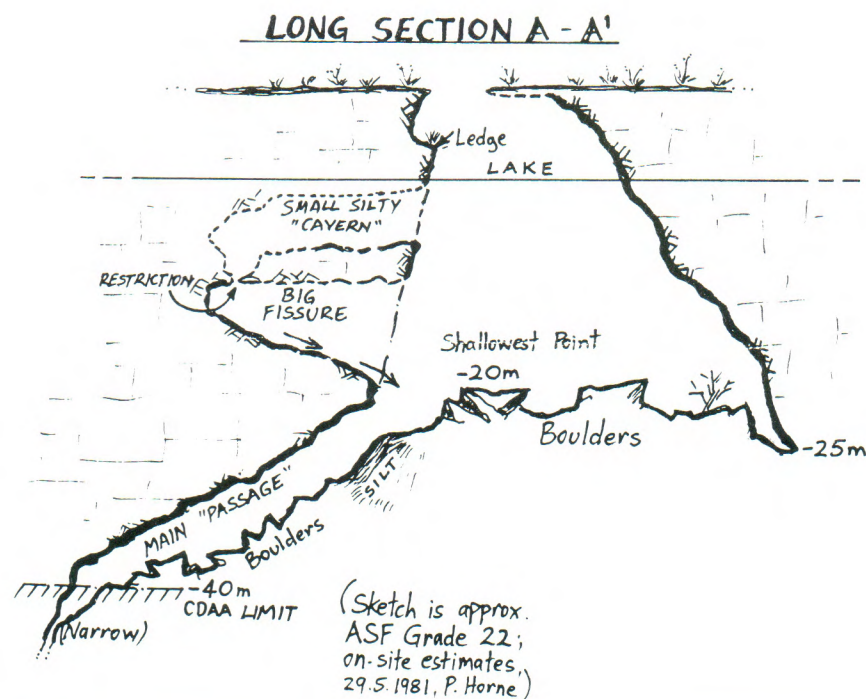 LONG SECTION A - A'
Ledge
LAKE
SMALL SILTY
"CAVERN"
RESTRICTION
BIG
FISSURE
Shallowest Point
-20m
Boulders
-25m
SILT
MAIN "PASSAGE"
Boulders
-40m
CDAA LIMIT
(Narrow)
(Sketch is approx.
ASF Grade 22;
on-site estimates,
29.5.1981, P. Horne)